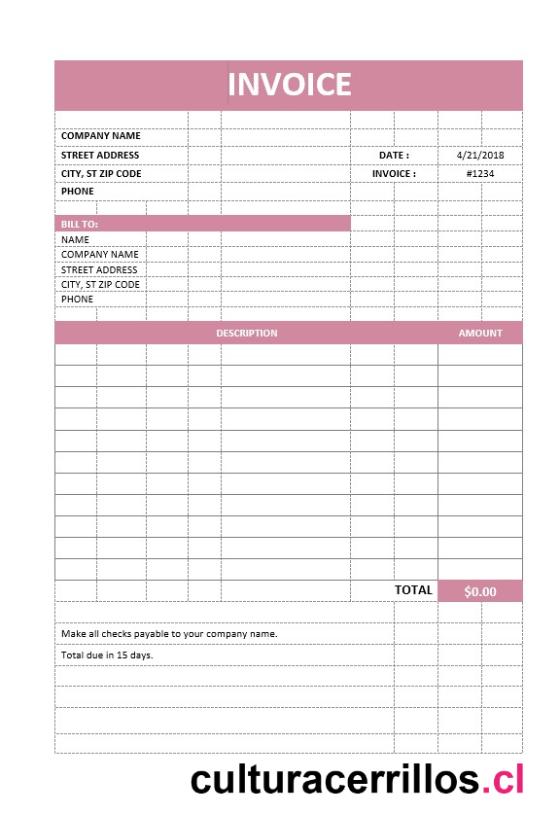 INVOICE
COMPANY NAME
STREET ADDRESS DATE : 4/21/2018
CITY, ST ZIP CODE INVOICE : #1234
PHONE
BILL TO:
NAME
COMPANY NAME
STREET ADDRESS
CITY, ST ZIP CODE
PHONE
DESCRIPTION AMOUNT
TOTAL $0.00
Make all checks payable to your company name.
Total due in 15 days.
culturacerrillos.cl